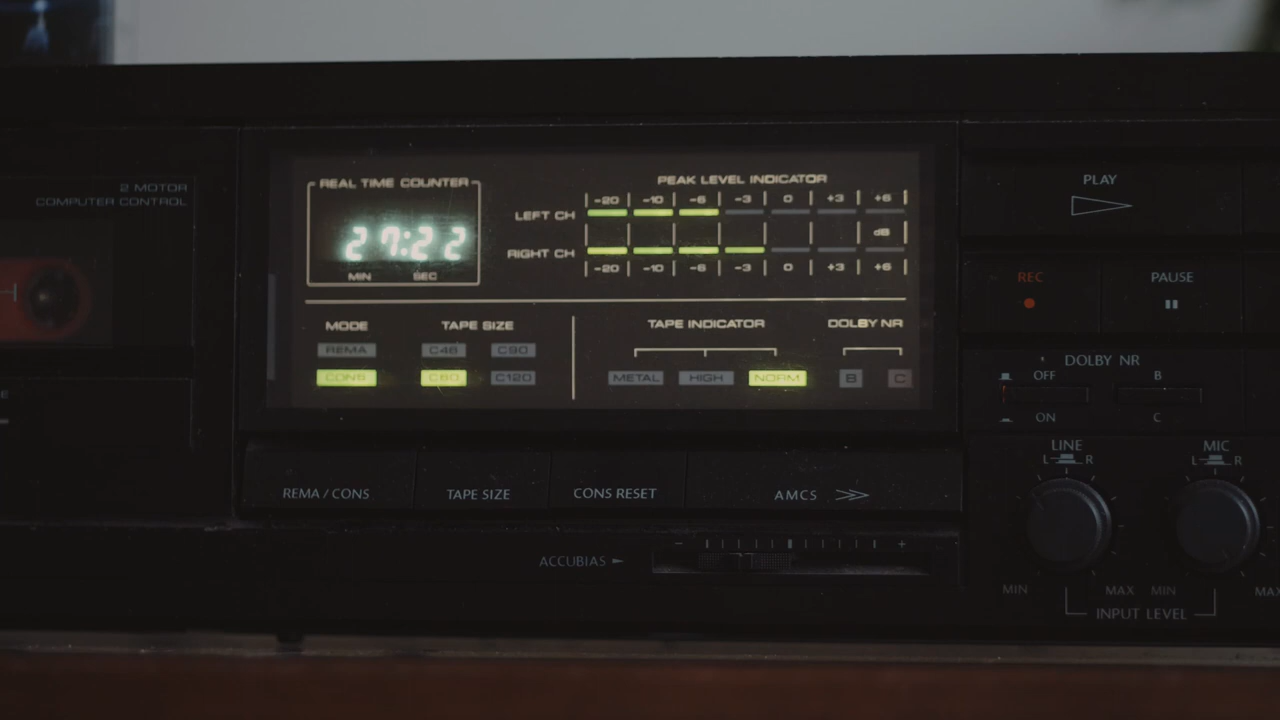 2 MOTOR
COMPUTER CONTROL
REAL TIME COUNTER
27:22
MIN SEC
PEAK LEVEL INDICATOR
-20 -10 -6 -3 0 +3 +6
LEFT CH
dB
RIGHT CH
-20 -10 -6 -3 0 +3 +6
MODE
REMA
CONS
TAPE SIZE
C46 C90
C60 C120
TAPE INDICATOR
METAL HIGH NORM
DOLBY NR
B C
REMA / CONS
TAPE SIZE
CONS RESET
AMCS
ACCUBIAS
- +
PLAY
REC
PAUSE
DOLBY NR
OFF B
ON C
LINE MIC
L R L R
MIN MAX MIN MAX
INPUT LEVEL